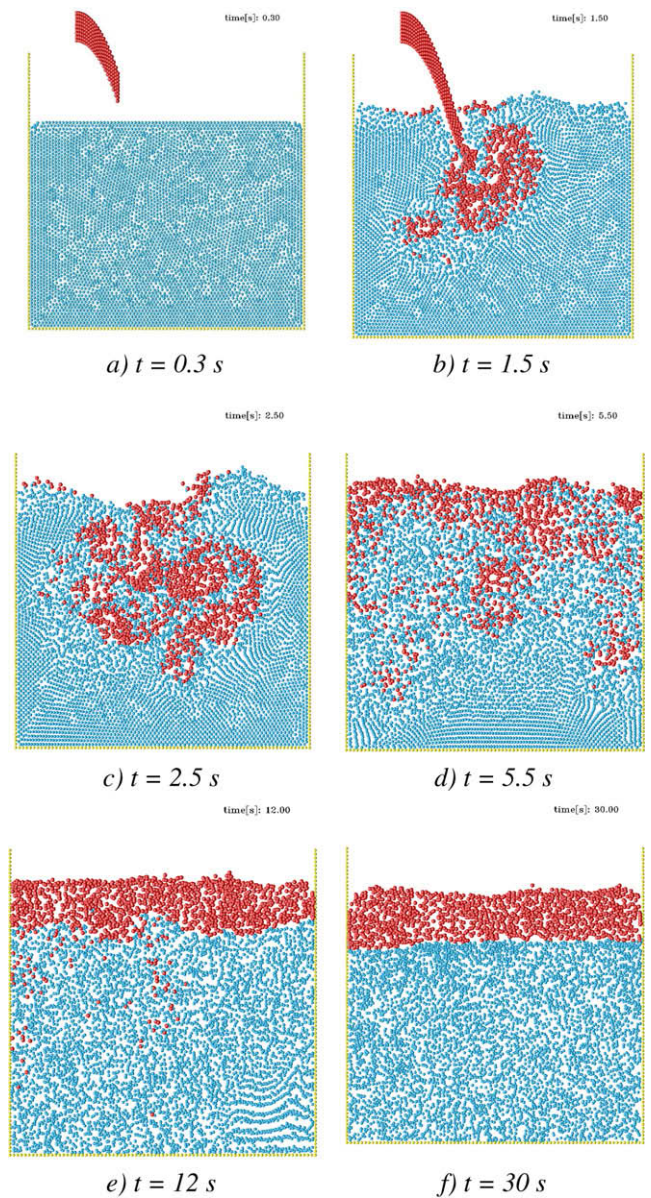 time[s]: 0.30
time[s]: 1.50
a) t = 0.3 s
b) t = 1.5 s
time[s]: 2.50
time[s]: 5.50
c) t = 2.5 s
d) t = 5.5 s
time[s]: 12.00
time[s]: 30.00
e) t = 12 s
f) t = 30 s